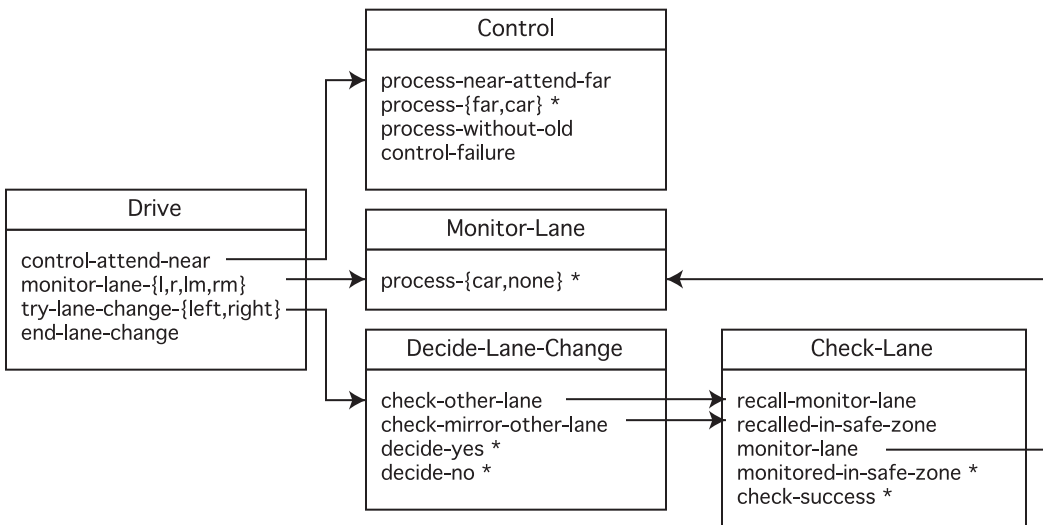 Control
process-near-attend-far
process-{far,car} *
process-without-old
control-failure
Drive
control-attend-near
monitor-lane-{l,r,lm,rm}
try-lane-change-{left,right}
end-lane-change
Monitor-Lane
process-{car,none} *
Decide-Lane-Change
check-other-lane
check-mirror-other-lane
decide-yes *
decide-no *
Check-Lane
recall-monitor-lane
recalled-in-safe-zone
monitor-lane
monitored-in-safe-zone *
check-success *